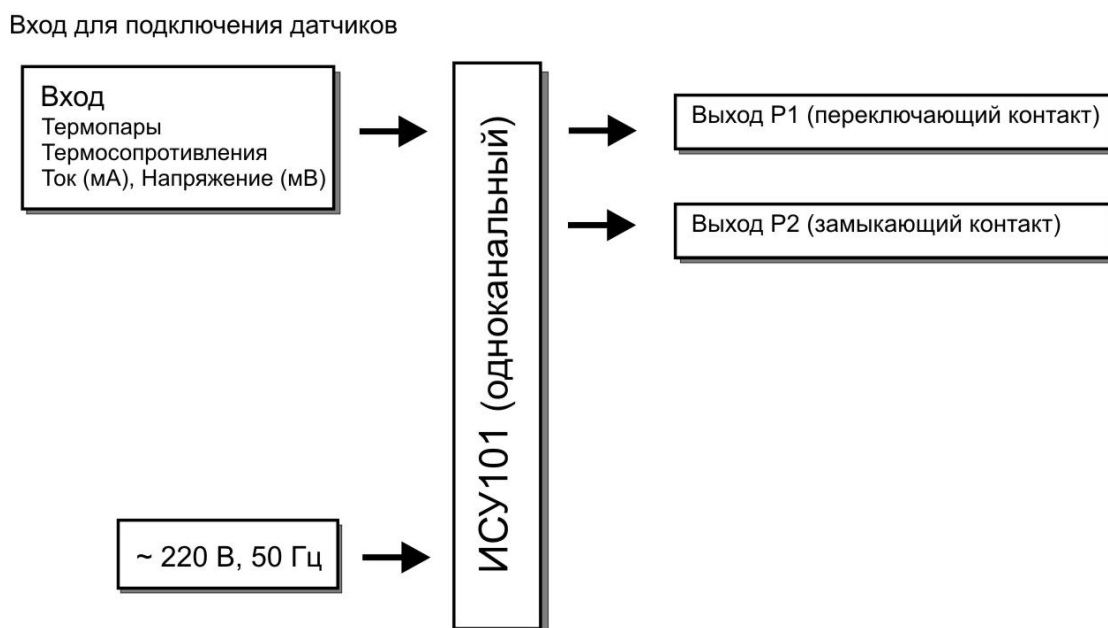 Вход для подключения датчиков
Вход
Термопары
Термосопротивления
Ток (мА), Напряжение (мВ)
ИСУ101 (одноканальный)
Выход Р1 (переключающий контакт)
Выход Р2 (замыкающий контакт)
~ 220 В, 50 Гц